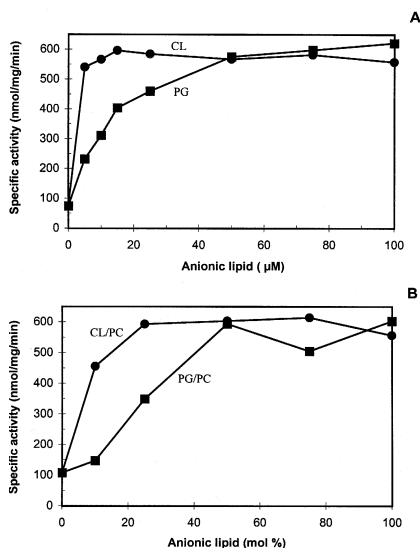 A
600
500
400
300
200
100
0
0 20 40 60 80 100
Specific activity (nmol/mg/min)
Anionic lipid ( µM)
CL
PG
B
600
500
400
300
200
100
0
0 20 40 60 80 100
Specific activity (nmol/mg/min)
Anionic lipid (mol %)
CL/PC
PG/PC